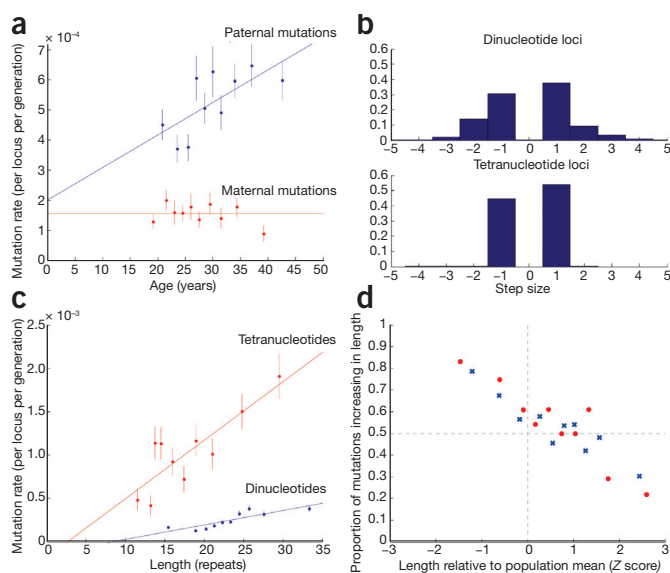 a
× 10⁻⁴
Mutation rate (per locus per generation)
7
6
5
4
3
2
1
0
Paternal mutations
Maternal mutations
0 5 10 15 20 25 30 35 40 45 50
Age (years)
b
Dinucleotide loci
0.6
0.5
0.4
0.3
0.2
0.1
0
−5 −4 −3 −2 −1 0 1 2 3 4 5
Tetranucleotide loci
0.6
0.5
0.4
0.3
0.2
0.1
0
−5 −4 −3 −2 −1 0 1 2 3 4 5
Step size
c
× 10⁻³
Mutation rate (per locus per generation)
2.5
2.0
1.5
1.0
0.5
0
Tetranucleotides
Dinucleotides
0 5 10 15 20 25 30 35
Length (repeats)
d
Proportion of mutations increasing in length
1
0.9
0.8
0.7
0.6
0.5
0.4
0.3
0.2
0.1
0
−3 −2 −1 0 1 2 3
Length relative to population mean (Z score)